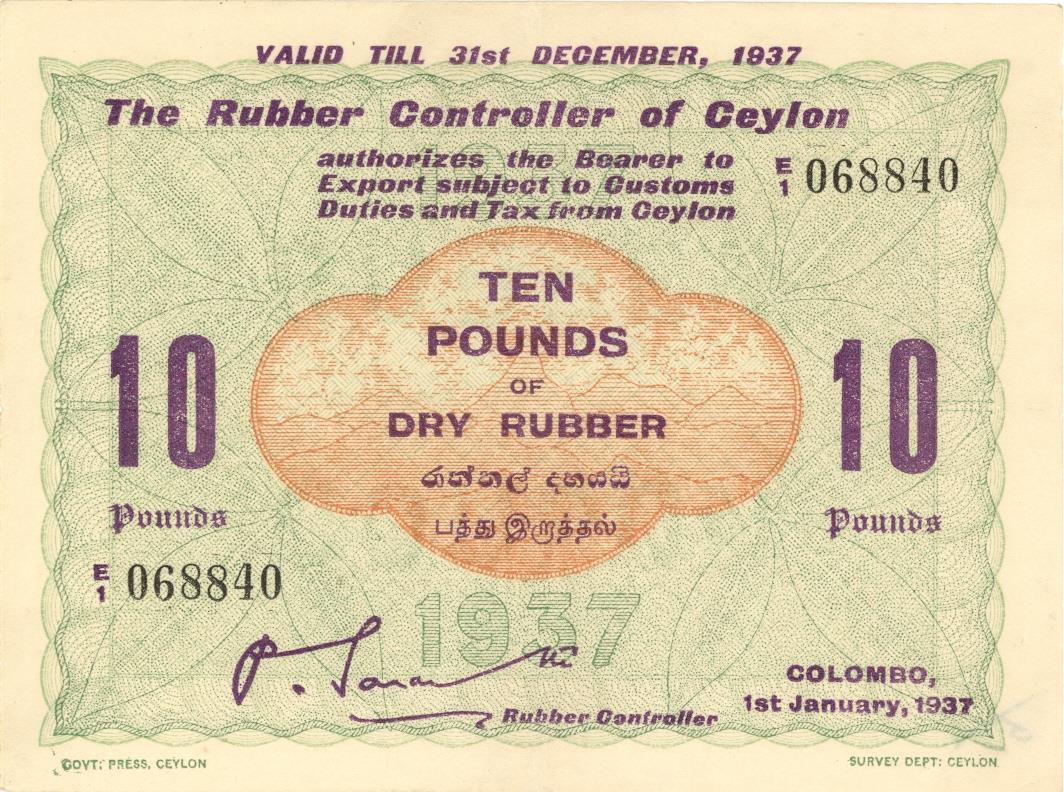 VALID TILL 31st DECEMBER, 1937
The Rubber Controller of Ceylon
authorizes the Bearer to
Export subject to Customs
Duties and Tax from Ceylon
E/1 068840
TEN
POUNDS
OF
DRY RUBBER
රාත්තල් දහයයි
பத்து இருத்தல்
10
Pounds
10
Pounds
E/1 068840
1937
P.
Rubber Controller
COLOMBO,
1st January, 1937
GOVT: PRESS, CEYLON
SURVEY DEPT: CEYLON